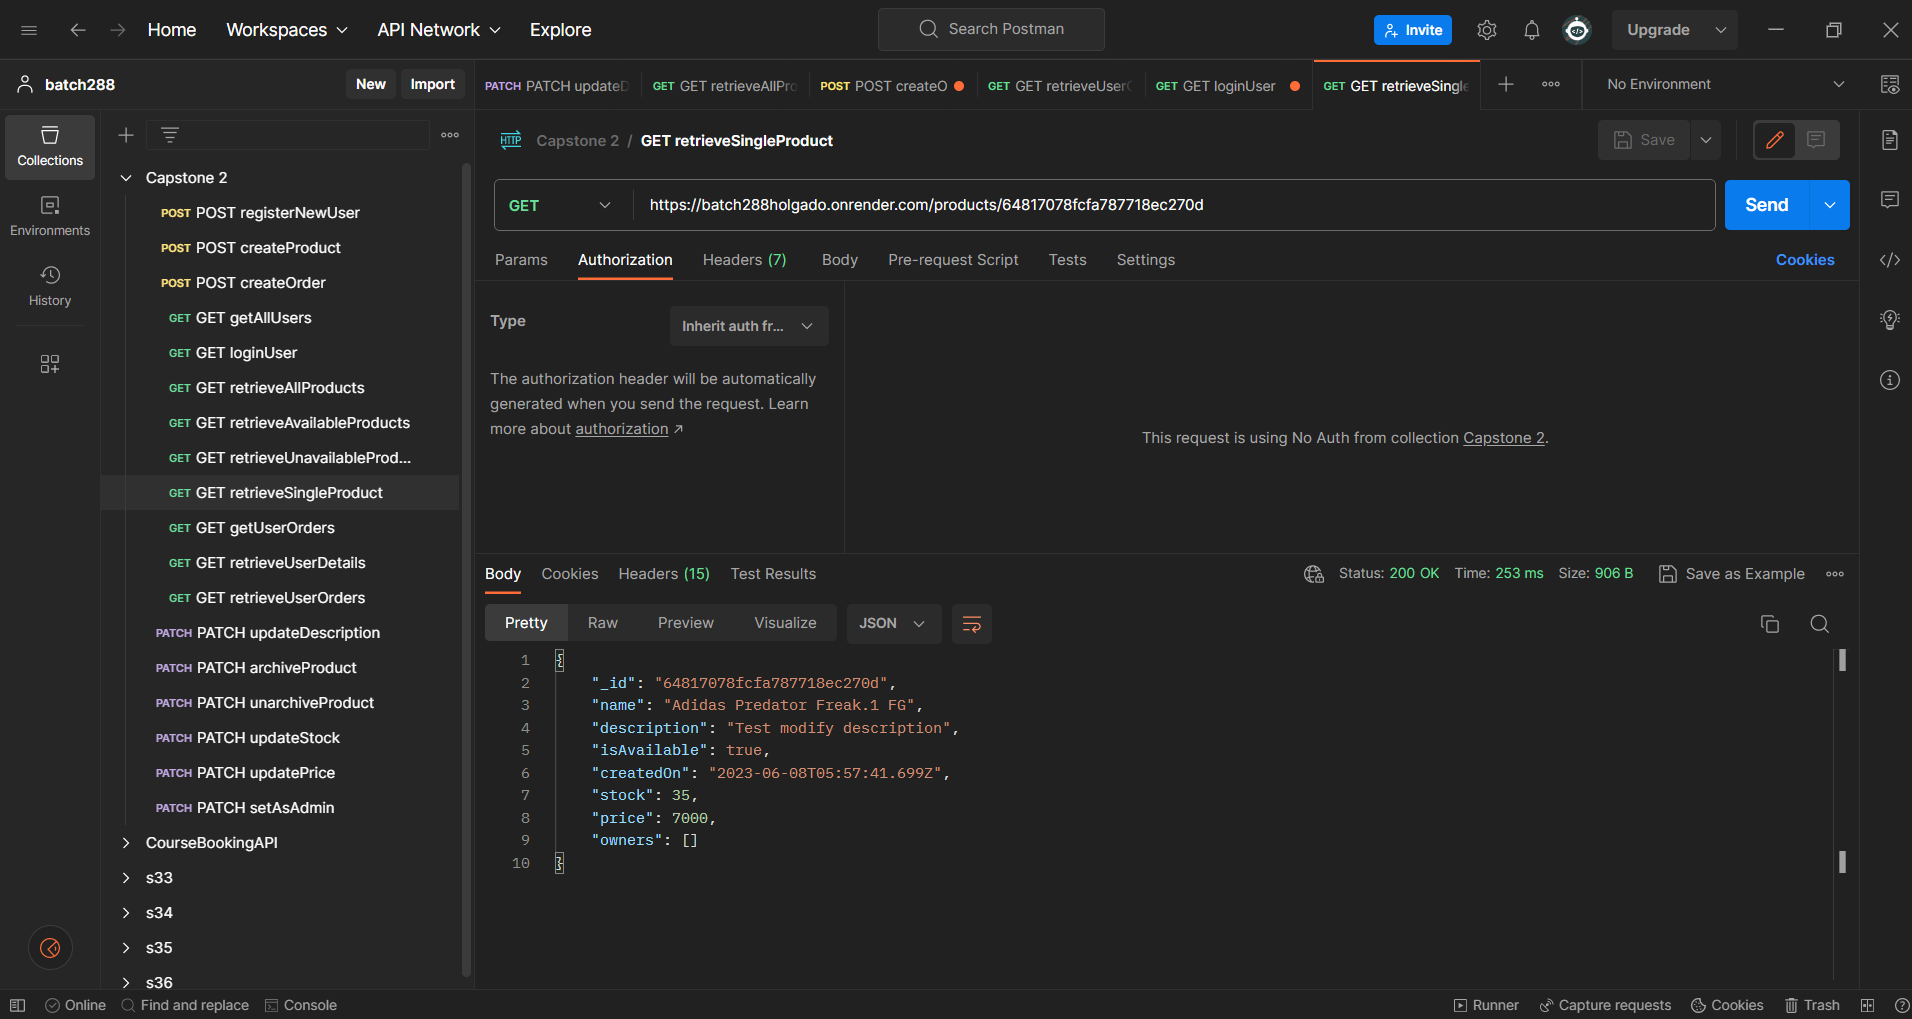 Home Workspaces API Network Explore Search Postman Invite Upgrade
batch288 New Import PATCH PATCH updateD GET GET retrieveAllPro POST POST createO GET GET retrieveUser GET GET loginUser GET GET retrieveSingle No Environment
Collections
Environments
History
Capstone 2
POST POST registerNewUser
POST POST createProduct
POST POST createOrder
GET GET getAllUsers
GET GET loginUser
GET GET retrieveAllProducts
GET GET retrieveAvailableProducts
GET GET retrieveUnavailableProd...
GET GET retrieveSingleProduct
GET GET getUserOrders
GET GET retrieveUserDetails
GET GET retrieveUserOrders
PATCH PATCH updateDescription
PATCH PATCH archiveProduct
PATCH PATCH unarchiveProduct
PATCH PATCH updateStock
PATCH PATCH updatePrice
PATCH PATCH setAsAdmin
CourseBookingAPI
s33
s34
s35
s36
HTTP Capstone 2 / GET retrieveSingleProduct Save
GET https://batch288holgado.onrender.com/products/64817078fcfa787718ec270d Send
Params Authorization Headers (7) Body Pre-request Script Tests Settings Cookies
Type Inherit auth fr...
The authorization header will be automatically
generated when you send the request. Learn
more about authorization ↗
This request is using No Auth from collection Capstone 2.
Body Cookies Headers (15) Test Results Status: 200 OK Time: 253 ms Size: 906 B Save as Example
Pretty Raw Preview Visualize JSON
1 {
2 "_id": "64817078fcfa787718ec270d",
3 "name": "Adidas Predator Freak.1 FG",
4 "description": "Test modify description",
5 "isAvailable": true,
6 "createdOn": "2023-06-08T05:57:41.699Z",
7 "stock": 35,
8 "price": 7000,
9 "owners": []
10 }
Online Find and replace Console Runner Capture requests Cookies Trash